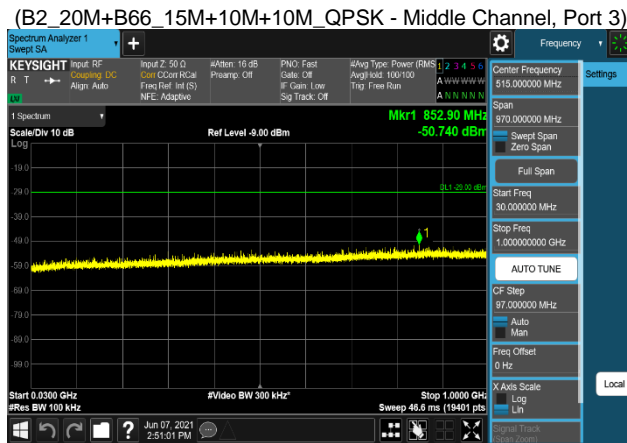 (B2_20M+B66_15M+10M+10M_QPSK - Middle Channel, Port 3)
Spectrum Analyzer 1
Swept SA
Frequency
KEYSIGHT Input: RF
R T Coupling: DC
Align: Auto
LW
Input Z: 50 Ω
Corr CCorr RCal
Freq Ref: Int (S)
NFE: Adaptive
#Atten: 16 dB
Preamp: Off
PNO: Fast
Gate: Off
IF Gain: Low
Sig Track: Off
#Avg Type: Power (RMS
Avg|Hold: 100/100
Trig: Free Run
1 2 3 4 5 6
A W W W W W
A N N N N N
1 Spectrum
Scale/Div 10 dB
Log
Ref Level -9.00 dBm
Mkr1 852.90 MHz
-50.740 dBm
-19.0
-29.0
-39.0
-49.0
-59.0
-69.0
-79.0
-89.0
-99.0
DL1 -29.00 dBm
1
Start 0.0300 GHz
#Res BW 100 kHz
#Video BW 300 kHz*
Stop 1.0000 GHz
Sweep 46.6 ms (19401 pts
Jun 07, 2021
2:51:01 PM
Center Frequency
515.000000 MHz
Settings
Span
970.000000 MHz
Swept Span
Zero Span
Full Span
Start Freq
30.000000 MHz
Stop Freq
1.000000000 GHz
AUTO TUNE
CF Step
97.000000 MHz
Auto
Man
Freq Offset
0 Hz
X Axis Scale
Log
Lin
Local
Signal Track
(Span Zoom)